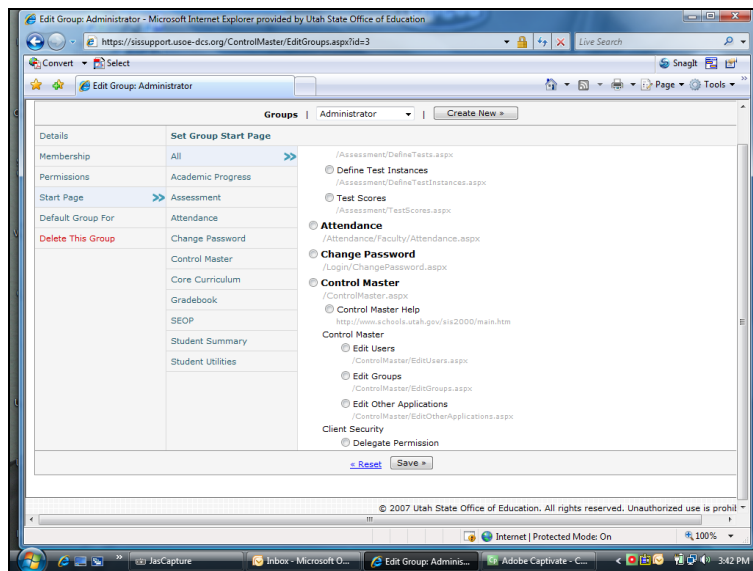 Edit Group: Administrator - Microsoft Internet Explorer provided by Utah State Office of Education
https://sissupport.usoe-dcs.org/ControlMaster/EditGroups.aspx?id=3
Live Search
Convert Select
SnagIt
Edit Group: Administrator
Page Tools
Groups | Administrator | Create New »
Details
Membership
Permissions
Start Page
Default Group For
Delete This Group
Set Group Start Page
All
Academic Progress
Assessment
Attendance
Change Password
Control Master
Core Curriculum
Gradebook
SEOP
Student Summary
Student Utilities
/Assessment/DefineTests.aspx
Define Test Instances
/Assessment/DefineTestInstances.aspx
Test Scores
/Assessment/TestScores.aspx
Attendance
/Attendance/Faculty/Attendance.aspx
Change Password
/Login/ChangePassword.aspx
Control Master
/ControlMaster.aspx
Control Master Help
http://www.schools.utah.gov/sis2000/main.htm
Control Master
Edit Users
/ControlMaster/EditUsers.aspx
Edit Groups
/ControlMaster/EditGroups.aspx
Edit Other Applications
/ControlMaster/EditOtherApplications.aspx
Client Security
Delegate Permission
« Reset Save »
© 2007 Utah State Office of Education. All rights reserved. Unauthorized use is prohib
Internet | Protected Mode: On 100%
JasCapture
Inbox - Microsoft O...
Edit Group: Adminis...
Adobe Captivate - C...
3:42 PM